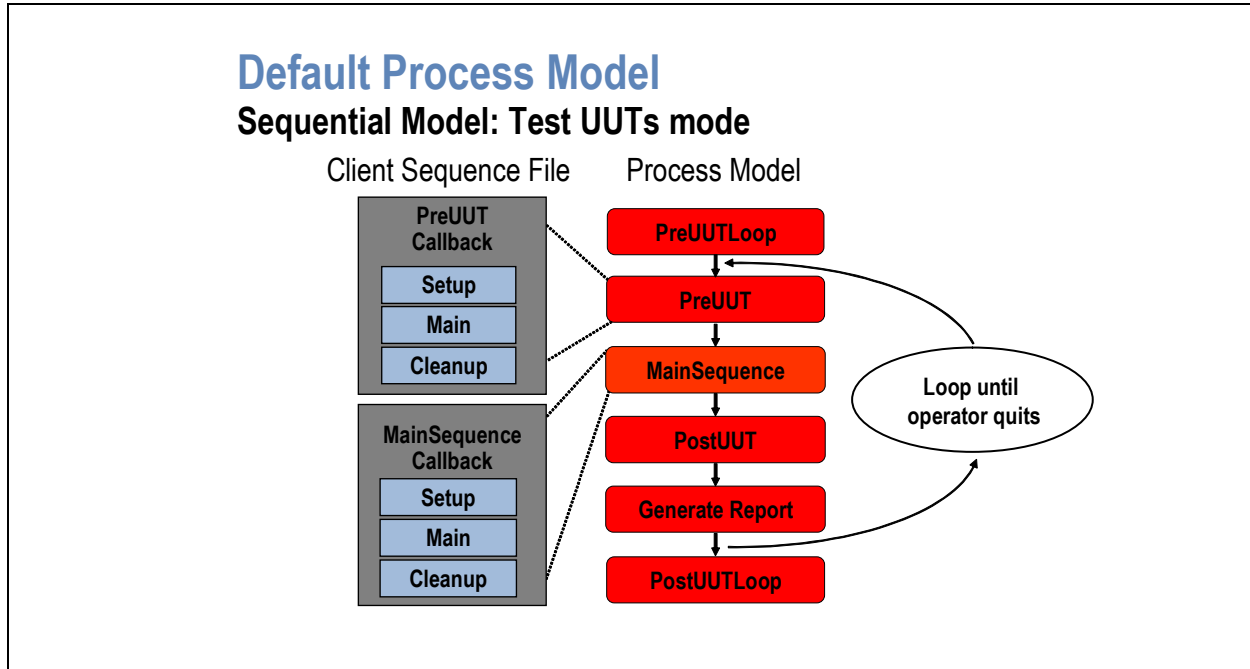 Default Process Model
Sequential Model: Test UUTs mode
Client Sequence File
Process Model
PreUUT
Callback
Setup
Main
Cleanup
MainSequence
Callback
Setup
Main
Cleanup
PreUUTLoop
PreUUT
MainSequence
PostUUT
Generate Report
PostUUTLoop
Loop until
operator quits